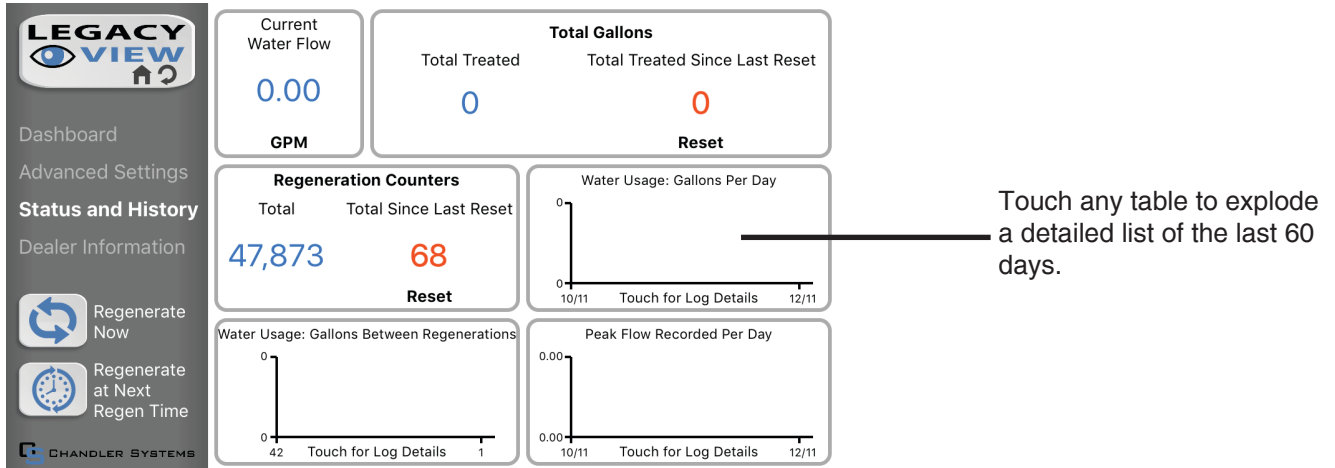 LEGACY
VIEW
Dashboard
Advanced Settings
Status and History
Dealer Information
Regenerate
Now
Regenerate
at Next
Regen Time
CHANDLER SYSTEMS
Current
Water Flow
0.00
GPM
Total Gallons
Total Treated
Total Treated Since Last Reset
0
0
Reset
Regeneration Counters
Total
Total Since Last Reset
47,873
68
Reset
Water Usage: Gallons Per Day
0
0
10/11
Touch for Log Details
12/11
Water Usage: Gallons Between Regenerations
0
0
42
Touch for Log Details
1
Peak Flow Recorded Per Day
0.00
0.00
10/11
Touch for Log Details
12/11
Touch any table to explode
a detailed list of the last 60
days.